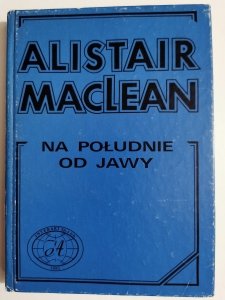 ALISTAIR
MACLEAN
NA POŁUDNIE
OD JAWY